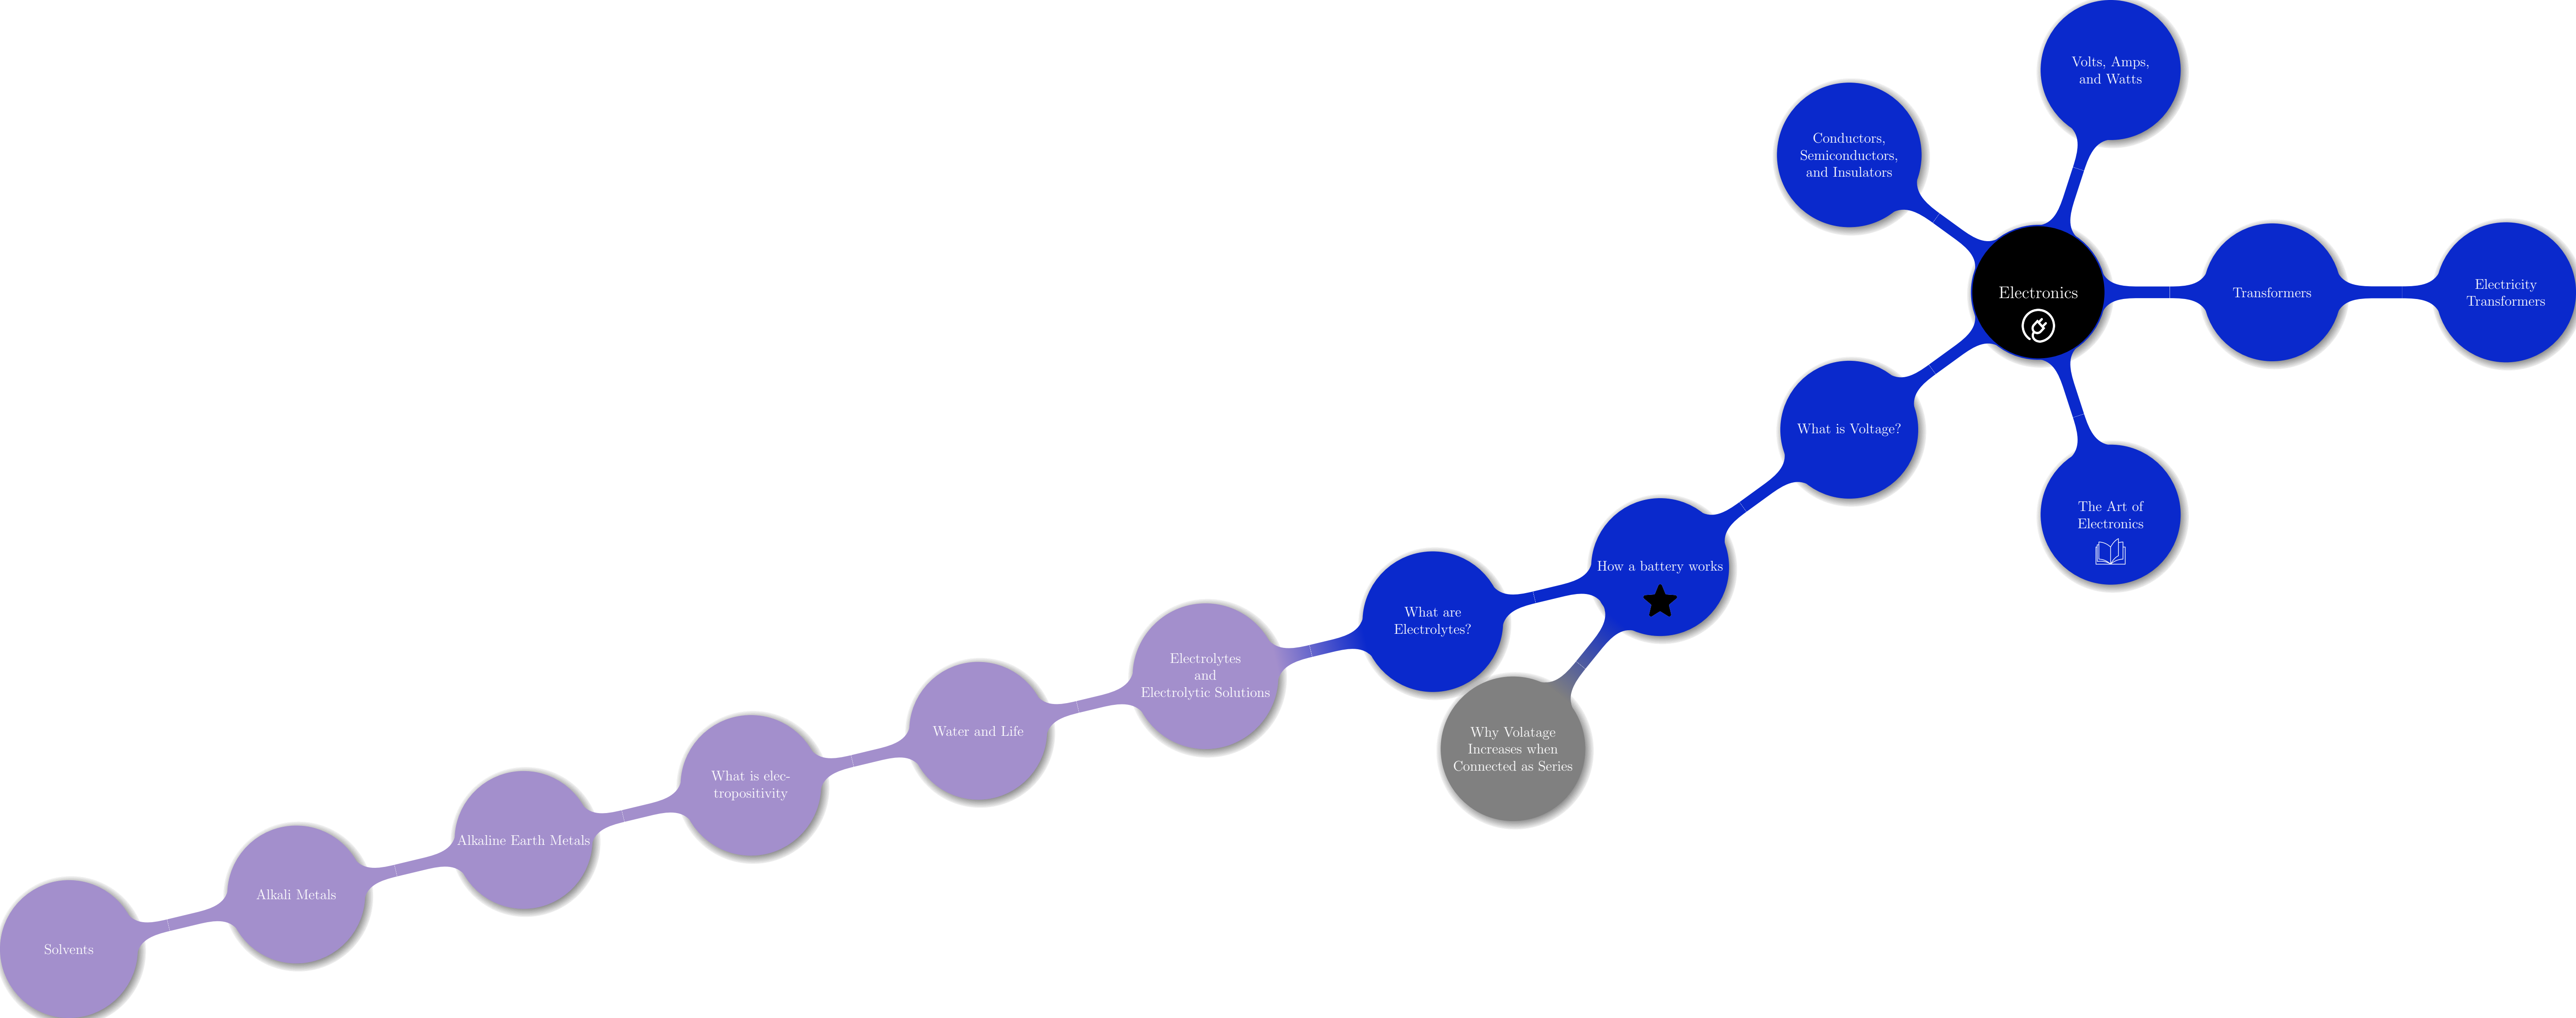 Volts, Amps,
and Watts
Conductors,
Semiconductors,
and Insulators
Electronics
Transformers
Electricity
Transformers
What is Voltage?
The Art of
Electronics
How a battery works
What are
Electrolytes?
Why Volatage
Increases when
Connected as Series
Electrolytes
and
Electrolytic Solutions
Water and Life
What is elec-
tropositivity
Alkaline Earth Metals
Alkali Metals
Solvents